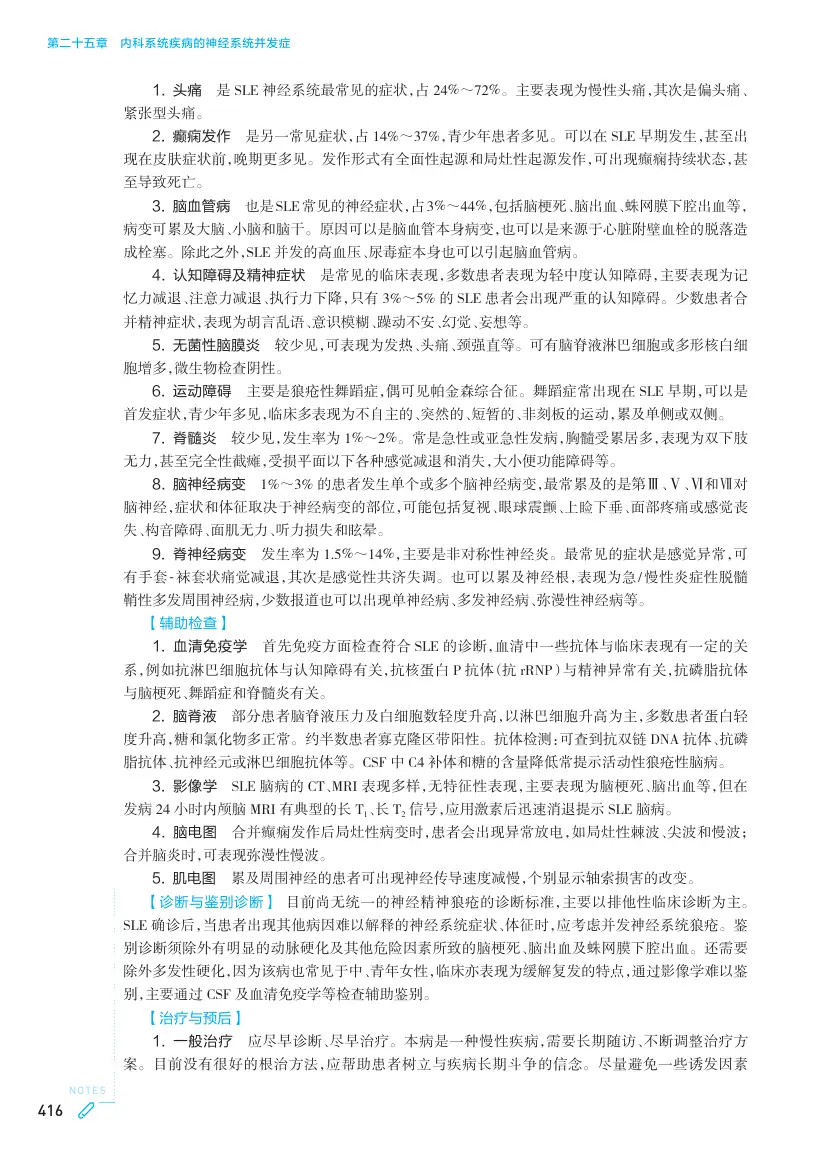 第二十五章 内科系统疾病的神经系统并发症
1. 头痛 是 SLE 神经系统最常见的症状,占 24%～72%。主要表现为慢性头痛,其次是偏头痛、
紧张型头痛。
2. 癫痫发作 是另一常见症状,占 14%～37%,青少年患者多见。可以在 SLE 早期发生,甚至出
现在皮肤症状前,晚期更多见。发作形式有全面性起源和局灶性起源发作,可出现癫痫持续状态,甚
至导致死亡。
3. 脑血管病 也是SLE常见的神经症状,占3%～44%,包括脑梗死、脑出血、蛛网膜下腔出血等,
病变可累及大脑、小脑和脑干。原因可以是脑血管本身病变,也可以是来源于心脏附壁血栓的脱落造
成栓塞。除此之外,SLE 并发的高血压、尿毒症本身也可以引起脑血管病。
4. 认知障碍及精神症状 是常见的临床表现,多数患者表现为轻中度认知障碍,主要表现为记
忆力减退、注意力减退、执行力下降,只有 3%～5% 的 SLE 患者会出现严重的认知障碍。少数患者合
并精神症状,表现为胡言乱语、意识模糊、躁动不安、幻觉、妄想等。
5. 无菌性脑膜炎 较少见,可表现为发热、头痛、颈强直等。可有脑脊液淋巴细胞或多形核白细
胞增多,微生物检查阴性。
6. 运动障碍 主要是狼疮性舞蹈症,偶可见帕金森综合征。舞蹈症常出现在 SLE 早期,可以是
首发症状,青少年多见,临床多表现为不自主的、突然的、短暂的、非刻板的运动,累及单侧或双侧。
7. 脊髓炎 较少见,发生率为 1%～2%。常是急性或亚急性发病,胸髓受累居多,表现为双下肢
无力,甚至完全性截瘫,受损平面以下各种感觉减退和消失,大小便功能障碍等。
8. 脑神经病变 1%～3% 的患者发生单个或多个脑神经病变,最常累及的是第Ⅲ、Ⅴ、Ⅵ和Ⅶ对
脑神经,症状和体征取决于神经病变的部位,可能包括复视、眼球震颤、上睑下垂、面部疼痛或感觉丧
失、构音障碍、面肌无力、听力损失和眩晕。
9. 脊神经病变 发生率为 1.5%～14%,主要是非对称性神经炎。最常见的症状是感觉异常,可
有手套-袜套状痛觉减退,其次是感觉性共济失调。也可以累及神经根,表现为急/慢性炎症性脱髓
鞘性多发周围神经病,少数报道也可以出现单神经病、多发神经病、弥漫性神经病等。
【辅助检查】
1. 血清免疫学 首先免疫方面检查符合 SLE 的诊断,血清中一些抗体与临床表现有一定的关
系,例如抗淋巴细胞抗体与认知障碍有关,抗核蛋白 P 抗体(抗 rRNP)与精神异常有关,抗磷脂抗体
与脑梗死、舞蹈症和脊髓炎有关。
2. 脑脊液 部分患者脑脊液压力及白细胞数轻度升高,以淋巴细胞升高为主,多数患者蛋白轻
度升高,糖和氯化物多正常。约半数患者寡克隆区带阳性。抗体检测:可查到抗双链 DNA 抗体、抗磷
脂抗体、抗神经元或淋巴细胞抗体等。CSF 中 C4 补体和糖的含量降低常提示活动性狼疮性脑病。
3. 影像学 SLE 脑病的 CT、MRI 表现多样,无特征性表现,主要表现为脑梗死、脑出血等,但在
发病 24 小时内颅脑 MRI 有典型的长 T₁、长 T₂ 信号,应用激素后迅速消退提示 SLE 脑病。
4. 脑电图 合并癫痫发作后局灶性病变时,患者会出现异常放电,如局灶性棘波、尖波和慢波;
合并脑炎时,可表现弥漫性慢波。
5. 肌电图 累及周围神经的患者可出现神经传导速度减慢,个别显示轴索损害的改变。
【诊断与鉴别诊断】 目前尚无统一的神经精神狼疮的诊断标准,主要以排他性临床诊断为主。
SLE 确诊后,当患者出现其他病因难以解释的神经系统症状、体征时,应考虑并发神经系统狼疮。鉴
别诊断须除外有明显的动脉硬化及其他危险因素所致的脑梗死、脑出血及蛛网膜下腔出血。还需要
除外多发性硬化,因为该病也常见于中、青年女性,临床亦表现为缓解复发的特点,通过影像学难以鉴
别,主要通过 CSF 及血清免疫学等检查辅助鉴别。
【治疗与预后】
1. 一般治疗 应尽早诊断、尽早治疗。本病是一种慢性疾病,需要长期随访、不断调整治疗方
案。目前没有很好的根治方法,应帮助患者树立与疾病长期斗争的信念。尽量避免一些诱发因素
NOTES
416